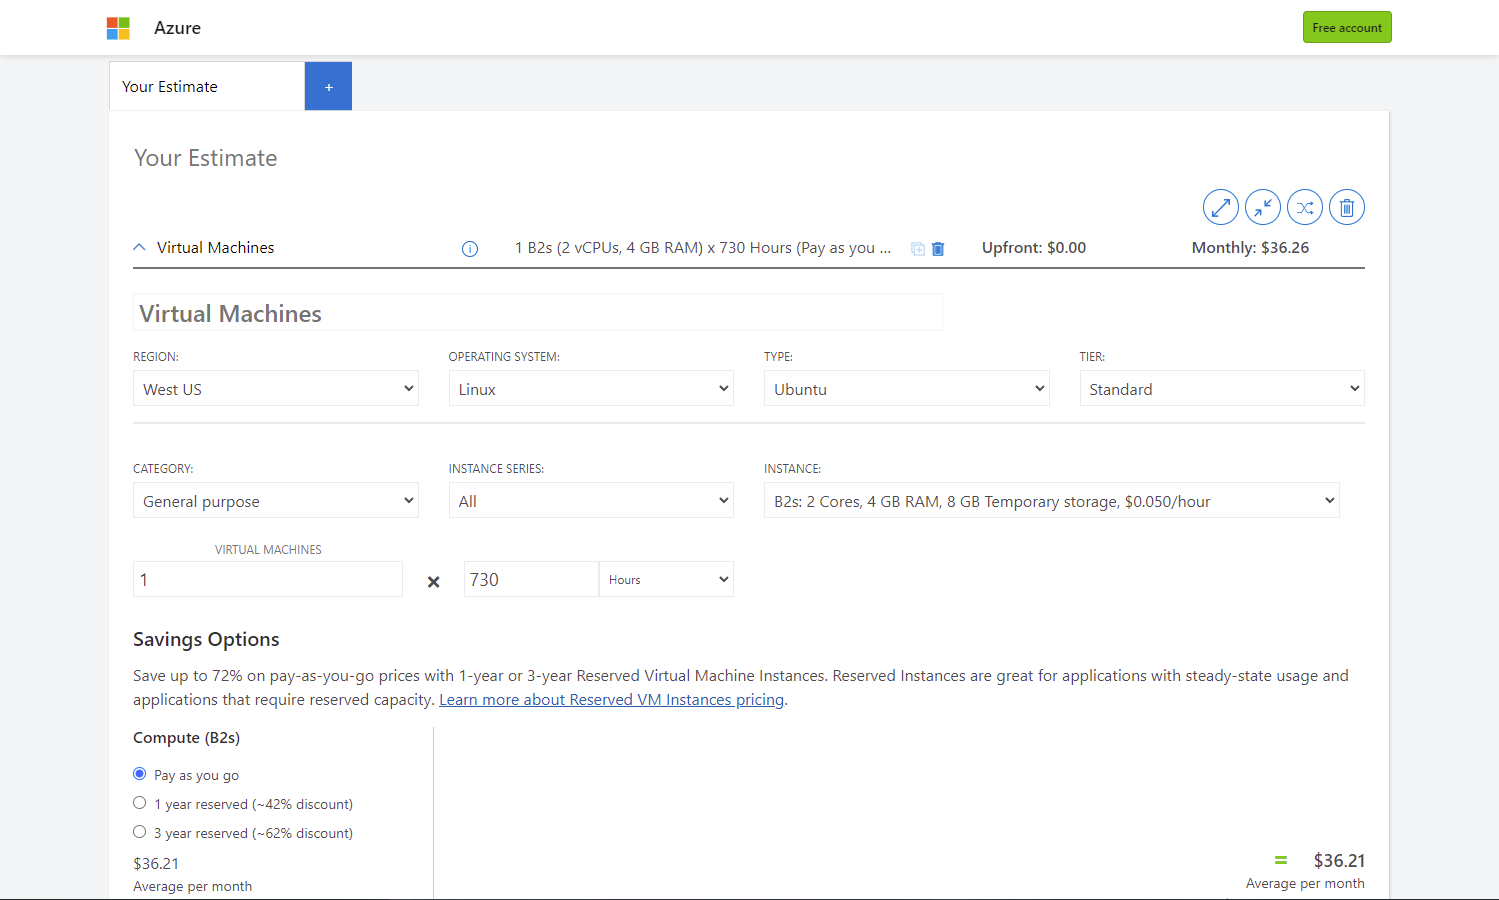 Azure
Free account
Your Estimate
+
Your Estimate
Virtual Machines
1 B2s (2 vCPUs, 4 GB RAM) x 730 Hours (Pay as you ...
Upfront: $0.00
Monthly: $36.26
Virtual Machines
REGION:
OPERATING SYSTEM:
TYPE:
TIER:
West US
Linux
Ubuntu
Standard
CATEGORY:
INSTANCE SERIES:
INSTANCE:
General purpose
All
B2s: 2 Cores, 4 GB RAM, 8 GB Temporary storage, $0.050/hour
VIRTUAL MACHINES
1
×
730
Hours
Savings Options
Save up to 72% on pay-as-you-go prices with 1-year or 3-year Reserved Virtual Machine Instances. Reserved Instances are great for applications with steady-state usage and
applications that require reserved capacity. Learn more about Reserved VM Instances pricing.
Compute (B2s)
Pay as you go
1 year reserved (~42% discount)
3 year reserved (~62% discount)
$36.21
Average per month
= $36.21
Average per month